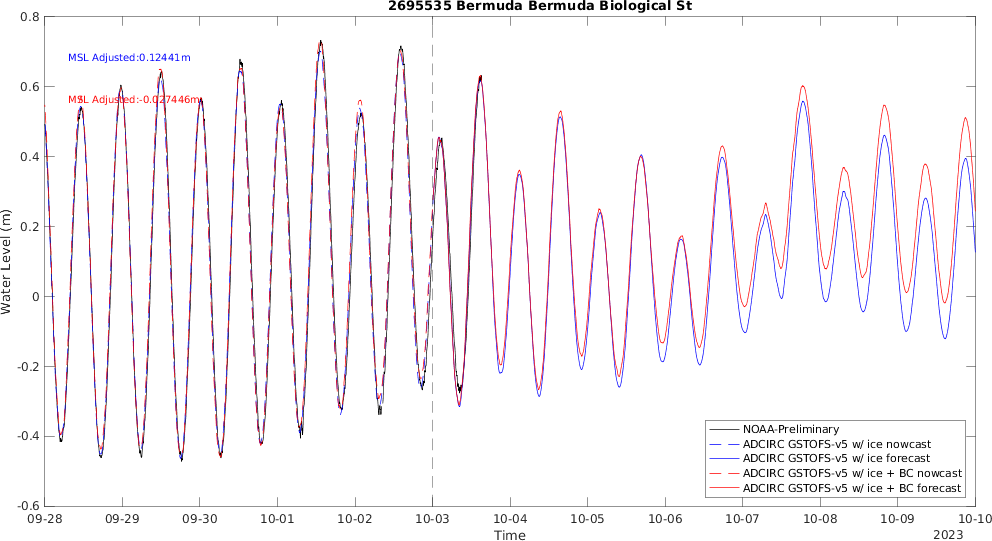 2695535 Bermuda Bermuda Biological St
0.8
MSL Adjusted:0.12441m
0.6
MSL Adjusted:-0.027446m
0.4
0.2
0
-0.2
-0.4
-0.6
Water Level (m)
NOAA-Preliminary
ADCIRC GSTOFS-v5 w/ ice nowcast
ADCIRC GSTOFS-v5 w/ ice forecast
ADCIRC GSTOFS-v5 w/ ice + BC nowcast
ADCIRC GSTOFS-v5 w/ ice + BC forecast
09-28 09-29 09-30 10-01 10-02 10-03 10-04 10-05 10-06 10-07 10-08 10-09 10-10
Time
2023